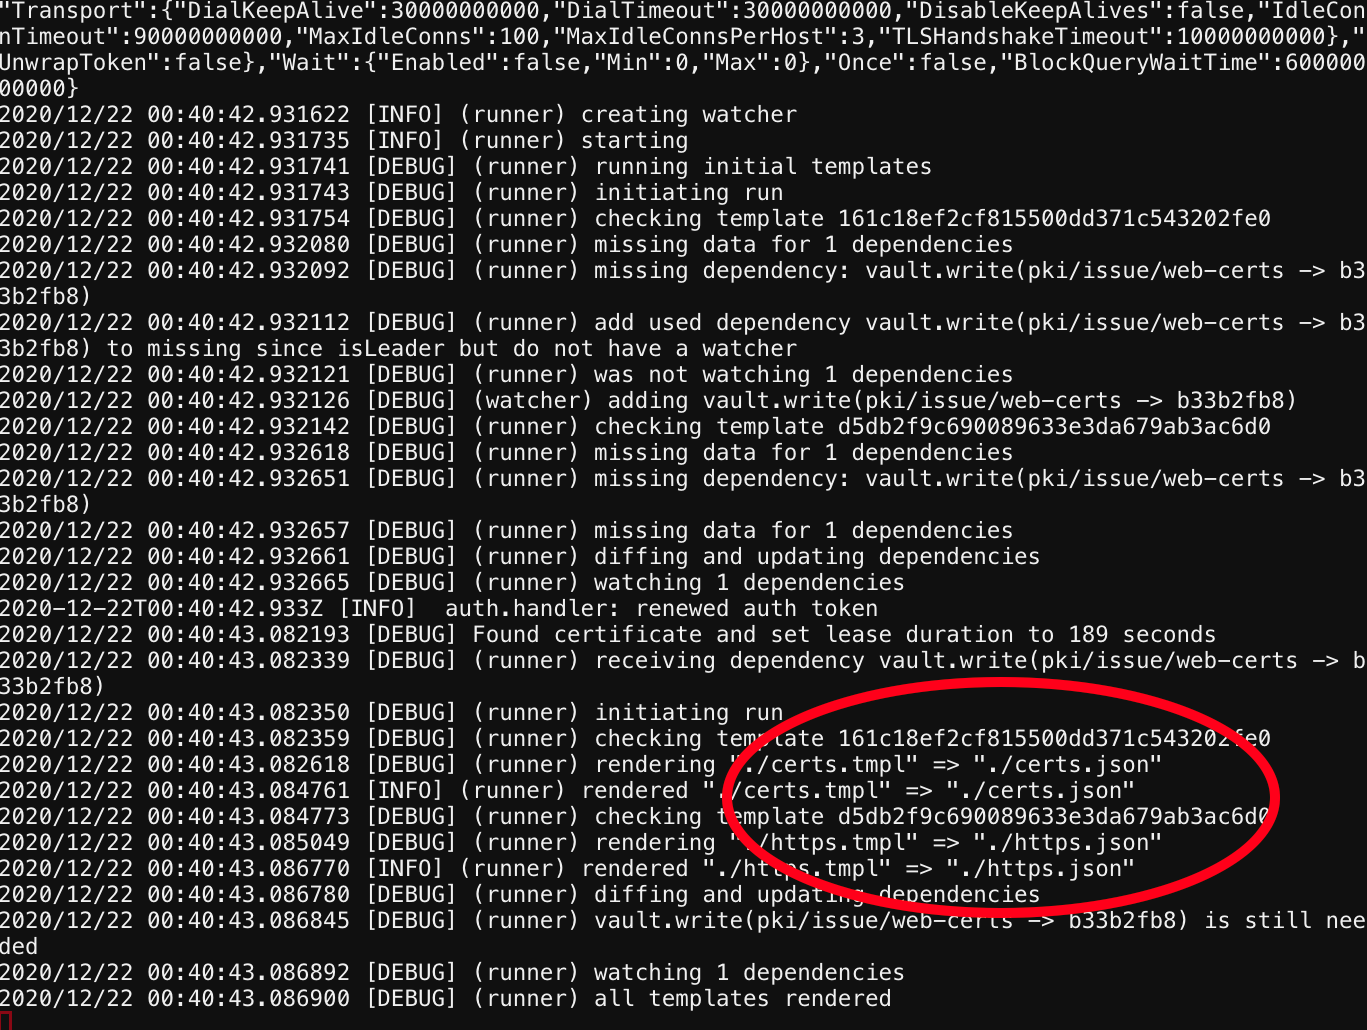 "Transport":{"DialKeepAlive":30000000000,"DialTimeout":30000000000,"DisableKeepAlives":false,"IdleCon
nTimeout":90000000000,"MaxIdleConns":100,"MaxIdleConnsPerHost":3,"TLSHandshakeTimeout":10000000000},"
UnwrapToken":false},"Wait":{"Enabled":false,"Min":0,"Max":0},"Once":false,"BlockQueryWaitTime":600000
00000}
2020/12/22 00:40:42.931622 [INFO] (runner) creating watcher
2020/12/22 00:40:42.931735 [INFO] (runner) starting
2020/12/22 00:40:42.931741 [DEBUG] (runner) running initial templates
2020/12/22 00:40:42.931743 [DEBUG] (runner) initiating run
2020/12/22 00:40:42.931754 [DEBUG] (runner) checking template 161c18ef2cf815500dd371c543202fe0
2020/12/22 00:40:42.932080 [DEBUG] (runner) missing data for 1 dependencies
2020/12/22 00:40:42.932092 [DEBUG] (runner) missing dependency: vault.write(pki/issue/web-certs -> b3
3b2fb8)
2020/12/22 00:40:42.932112 [DEBUG] (runner) add used dependency vault.write(pki/issue/web-certs -> b3
3b2fb8) to missing since isLeader but do not have a watcher
2020/12/22 00:40:42.932121 [DEBUG] (runner) was not watching 1 dependencies
2020/12/22 00:40:42.932126 [DEBUG] (watcher) adding vault.write(pki/issue/web-certs -> b33b2fb8)
2020/12/22 00:40:42.932142 [DEBUG] (runner) checking template d5db2f9c690089633e3da679ab3ac6d0
2020/12/22 00:40:42.932618 [DEBUG] (runner) missing data for 1 dependencies
2020/12/22 00:40:42.932651 [DEBUG] (runner) missing dependency: vault.write(pki/issue/web-certs -> b3
3b2fb8)
2020/12/22 00:40:42.932657 [DEBUG] (runner) missing data for 1 dependencies
2020/12/22 00:40:42.932661 [DEBUG] (runner) diffing and updating dependencies
2020/12/22 00:40:42.932665 [DEBUG] (runner) watching 1 dependencies
2020-12-22T00:40:42.933Z [INFO]  auth.handler: renewed auth token
2020/12/22 00:40:43.082193 [DEBUG] Found certificate and set lease duration to 189 seconds
2020/12/22 00:40:43.082339 [DEBUG] (runner) receiving dependency vault.write(pki/issue/web-certs -> b
33b2fb8)
2020/12/22 00:40:43.082350 [DEBUG] (runner) initiating run
2020/12/22 00:40:43.082359 [DEBUG] (runner) checking template 161c18ef2cf815500dd371c543202fe0
2020/12/22 00:40:43.082618 [DEBUG] (runner) rendering "./certs.tmpl" => "./certs.json"
2020/12/22 00:40:43.084761 [INFO] (runner) rendered "./certs.tmpl" => "./certs.json"
2020/12/22 00:40:43.084773 [DEBUG] (runner) checking template d5db2f9c690089633e3da679ab3ac6d0
2020/12/22 00:40:43.085049 [DEBUG] (runner) rendering "./https.tmpl" => "./https.json"
2020/12/22 00:40:43.086770 [INFO] (runner) rendered "./https.tmpl" => "./https.json"
2020/12/22 00:40:43.086780 [DEBUG] (runner) diffing and updating dependencies
2020/12/22 00:40:43.086845 [DEBUG] (runner) vault.write(pki/issue/web-certs -> b33b2fb8) is still nee
ded
2020/12/22 00:40:43.086892 [DEBUG] (runner) watching 1 dependencies
2020/12/22 00:40:43.086900 [DEBUG] (runner) all templates rendered